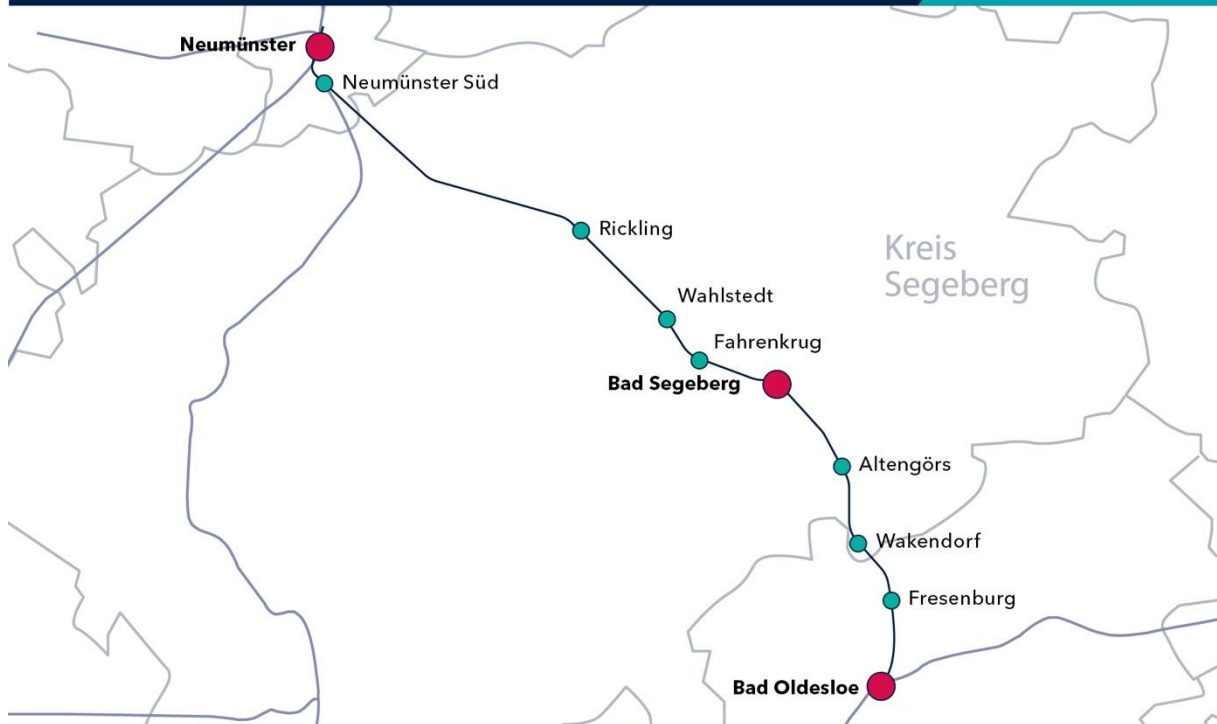 Neumünster
Neumünster Süd
Rickling
Kreis
Segeberg
Wahlstedt
Fahrenkrug
Bad Segeberg
Altengörs
Wakendorf
Fresenburg
Bad Oldesloe